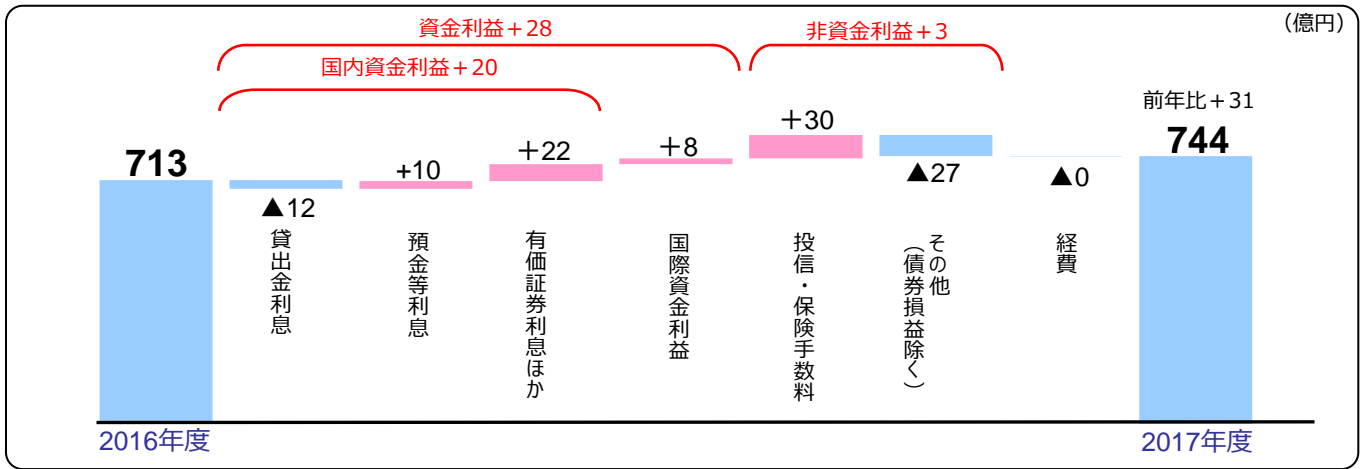 (億円)
資金利益+28
非資金利益+3
国内資金利益+20
前年比+31
713
▲12
+10
+22
+8
+30
▲27
▲0
744
貸出金利息
預金等利息
有価証券利息ほか
国際資金利益
投信・保険手数料
その他
(債券損益除く)
経費
2016年度
2017年度